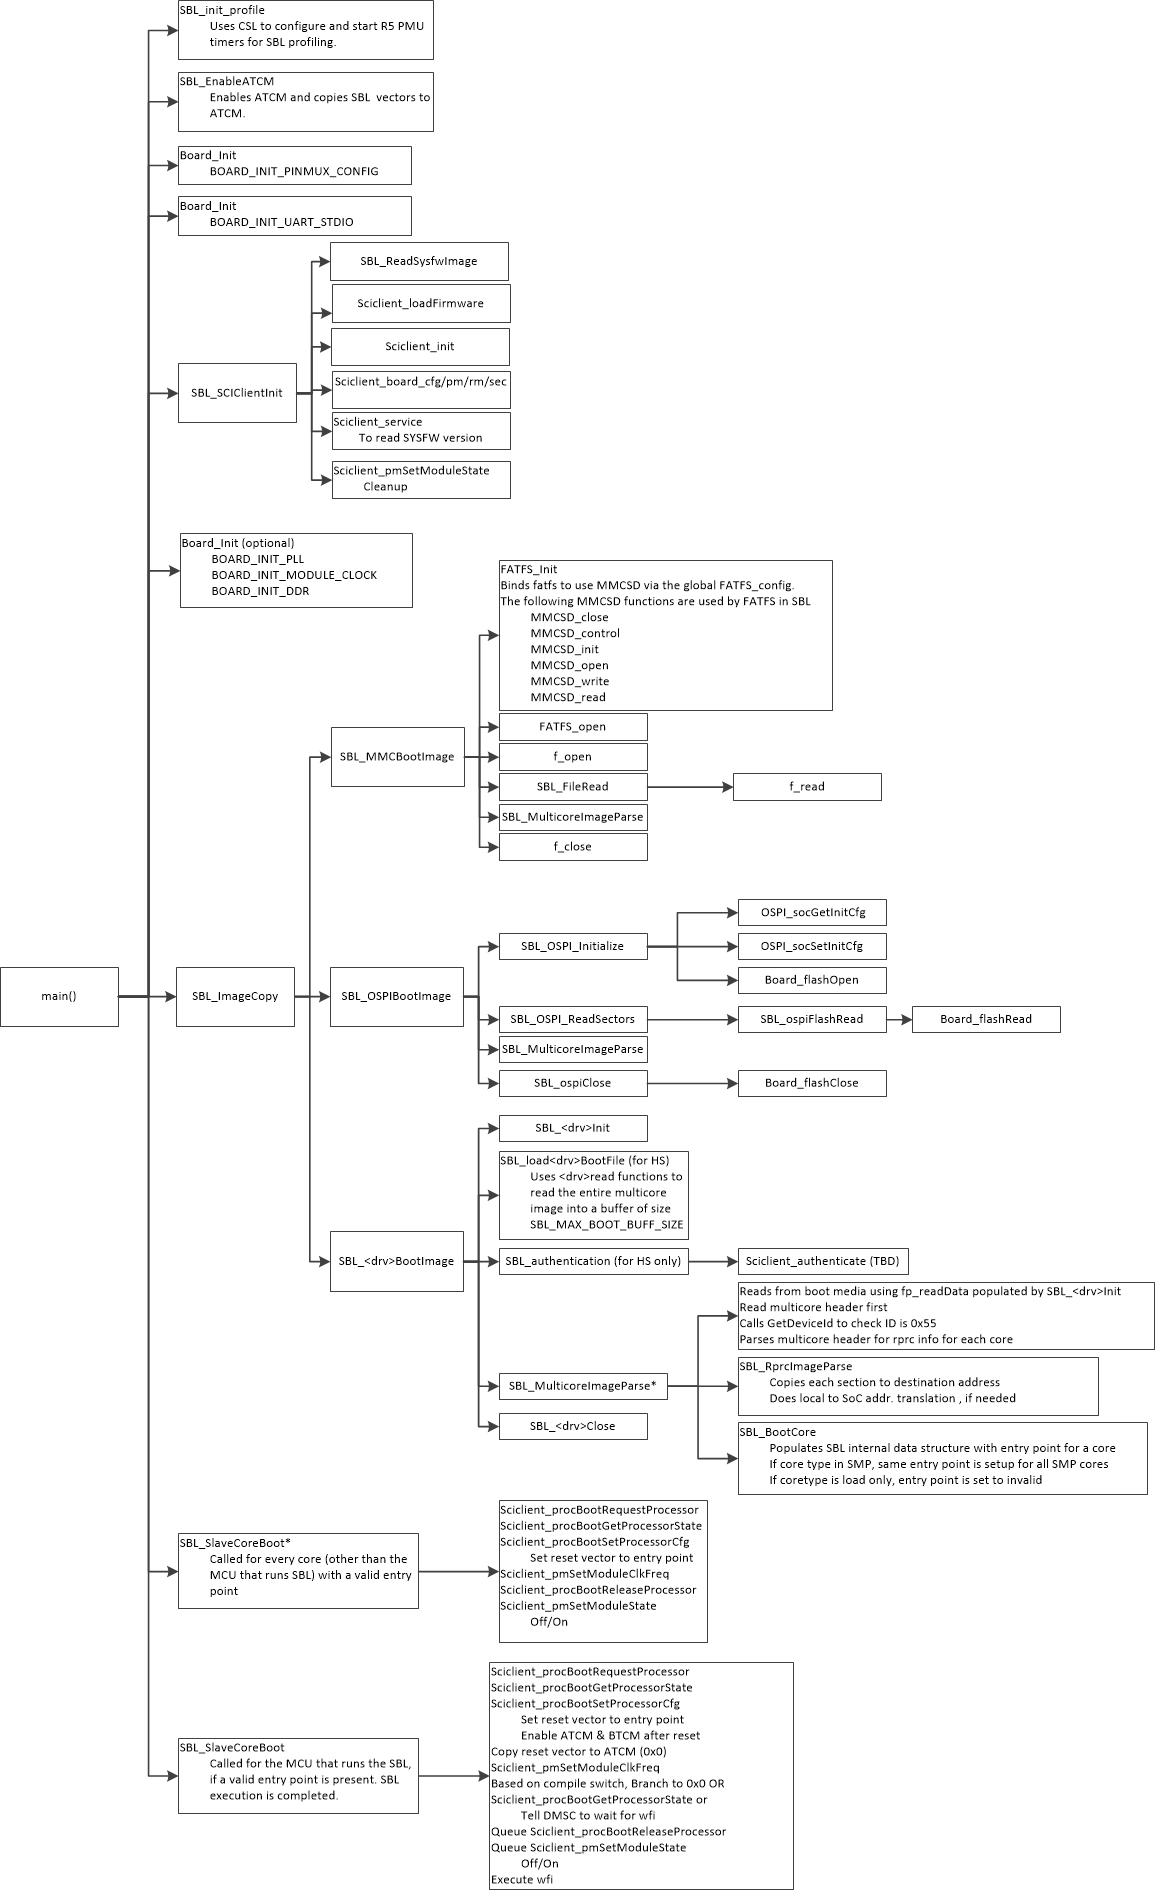 SBL_init_profile
Uses CSL to configure and start R5 PMU
timers for SBL profiling.
SBL_EnableATCM
Enables ATCM and copies SBL vectors to
ATCM.
Board_Init
BOARD_INIT_PINMUX_CONFIG
Board_Init
BOARD_INIT_UART_STDIO
SBL_SCIClientInit
SBL_ReadSysfwImage
Sciclient_loadFirmware
Sciclient_init
Sciclient_board_cfg/pm/rm/sec
Sciclient_service
To read SYSFW version
Sciclient_pmSetModuleState
Cleanup
Board_Init (optional)
BOARD_INIT_PLL
BOARD_INIT_MODULE_CLOCK
BOARD_INIT_DDR
main()
SBL_ImageCopy
SBL_MMCBootImage
FATFS_Init
Binds fatfs to use MMCSD via the global FATFS_config.
The following MMCSD functions are used by FATFS in SBL
MMCSD_close
MMCSD_control
MMCSD_init
MMCSD_open
MMCSD_write
MMCSD_read
FATFS_open
f_open
SBL_FileRead
f_read
SBL_MulticoreImageParse
f_close
SBL_OSPIBootImage
SBL_OSPI_Initialize
OSPI_socGetInitCfg
OSPI_socSetInitCfg
Board_flashOpen
SBL_OSPI_ReadSectors
SBL_ospiFlashRead
Board_flashRead
SBL_MulticoreImageParse
SBL_ospiClose
Board_flashClose
SBL_<drv>BootImage
SBL_<drv>Init
SBL_load<drv>BootFile (for HS)
Uses <drv>read functions to
read the entire multicore
image into a buffer of size
SBL_MAX_BOOT_BUFF_SIZE
SBL_authentication (for HS only)
Sciclient_authenticate (TBD)
SBL_MulticoreImageParse*
Reads from boot media using fp_readData populated by SBL_<drv>Init
Read multicore header first
Calls GetDeviceId to check ID is 0x55
Parses multicore header for rprc info for each core
SBL_RprcImageParse
Copies each section to destination address
Does local to SoC addr. translation , if needed
SBL_BootCore
Populates SBL internal data structure with entry point for a core
If core type in SMP, same entry point is setup for all SMP cores
If coretype is load only, entry point is set to invalid
SBL_<drv>Close
SBL_SlaveCoreBoot*
Called for every core (other than the
MCU that runs SBL) with a valid entry
point
Sciclient_procBootRequestProcessor
Sciclient_procBootGetProcessorState
Sciclient_procBootSetProcessorCfg
Set reset vector to entry point
Sciclient_pmSetModuleClkFreq
Sciclient_procBootReleaseProcessor
Sciclient_pmSetModuleState
Off/On
SBL_SlaveCoreBoot
Called for the MCU that runs the SBL,
if a valid entry point is present. SBL
execution is completed.
Sciclient_procBootRequestProcessor
Sciclient_procBootGetProcessorState
Sciclient_procBootSetProcessorCfg
Set reset vector to entry point
Enable ATCM & BTCM after reset
Copy reset vector to ATCM (0x0)
Sciclient_pmSetModuleClkFreq
Based on compile switch, Branch to 0x0 OR
Sciclient_procBootGetProcessorState or
Tell DMSC to wait for wfi
Queue Sciclient_procBootReleaseProcessor
Queue Sciclient_pmSetModuleState
Off/On
Execute wfi